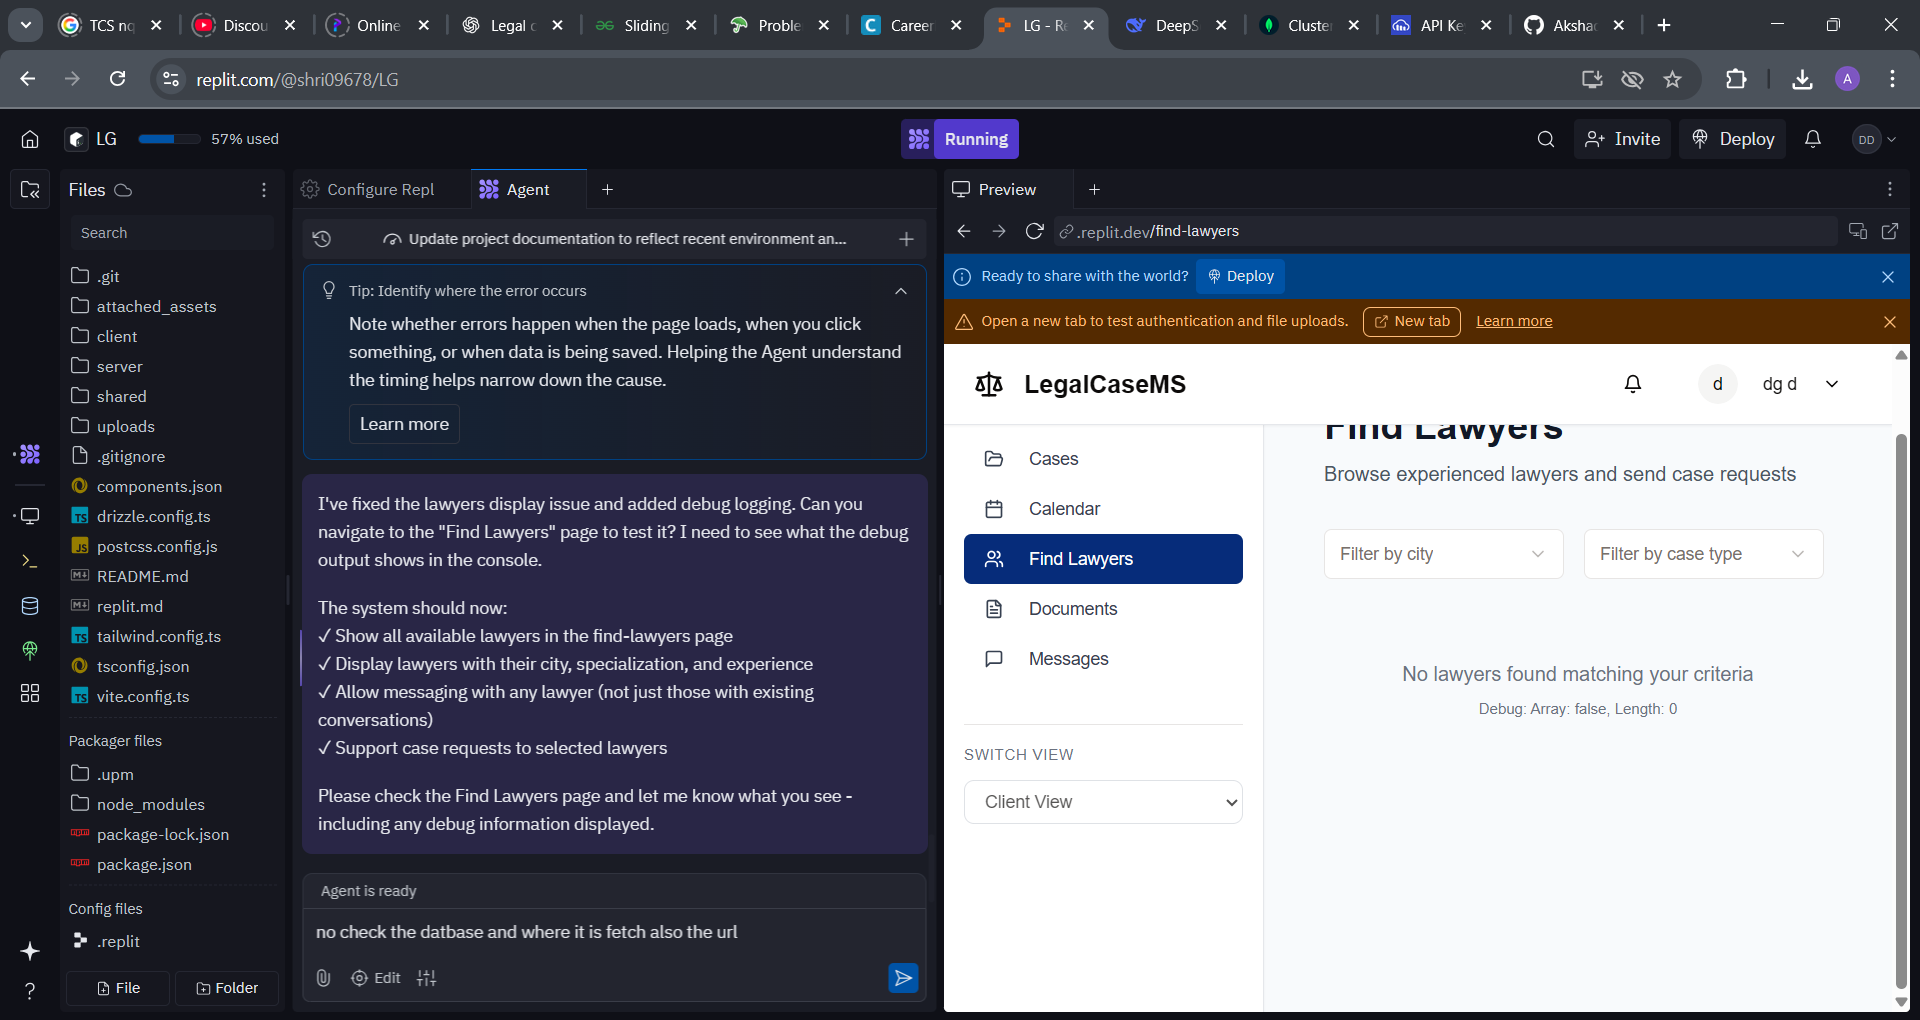 TCS nq
Discou
Online
Legal c
Sliding
Proble
Career
LG - Re
DeepS
Cluster
API Ke
Aksha
replit.com/@shri09678/LG
A
LG
57% used
Running
Invite
Deploy
DD
Files
Search
.git
attached_assets
client
server
shared
uploads
.gitignore
components.json
TS drizzle.config.ts
JS postcss.config.js
README.md
replit.md
TS tailwind.config.ts
tsconfig.json
TS vite.config.ts
Packager files
.upm
node_modules
package-lock.json
package.json
Config files
.replit
File
Folder
Configure Repl
Agent
Update project documentation to reflect recent environment an...
Tip: Identify where the error occurs
Note whether errors happen when the page loads, when you click
something, or when data is being saved. Helping the Agent understand
the timing helps narrow down the cause.
Learn more
I've fixed the lawyers display issue and added debug logging. Can you
navigate to the "Find Lawyers" page to test it? I need to see what the debug
output shows in the console.
The system should now:
✓ Show all available lawyers in the find-lawyers page
✓ Display lawyers with their city, specialization, and experience
✓ Allow messaging with any lawyer (not just those with existing
conversations)
✓ Support case requests to selected lawyers
Please check the Find Lawyers page and let me know what you see -
including any debug information displayed.
Agent is ready
no check the datbase and where it is fetch also the url
Edit
Preview
.replit.dev/find-lawyers
Ready to share with the world?
Deploy
Open a new tab to test authentication and file uploads.
New tab
Learn more
LegalCaseMS
d
dg d
Cases
Calendar
Find Lawyers
Documents
Messages
SWITCH VIEW
Client View
Find Lawyers
Browse experienced lawyers and send case requests
Filter by city
Filter by case type
No lawyers found matching your criteria
Debug: Array: false, Length: 0